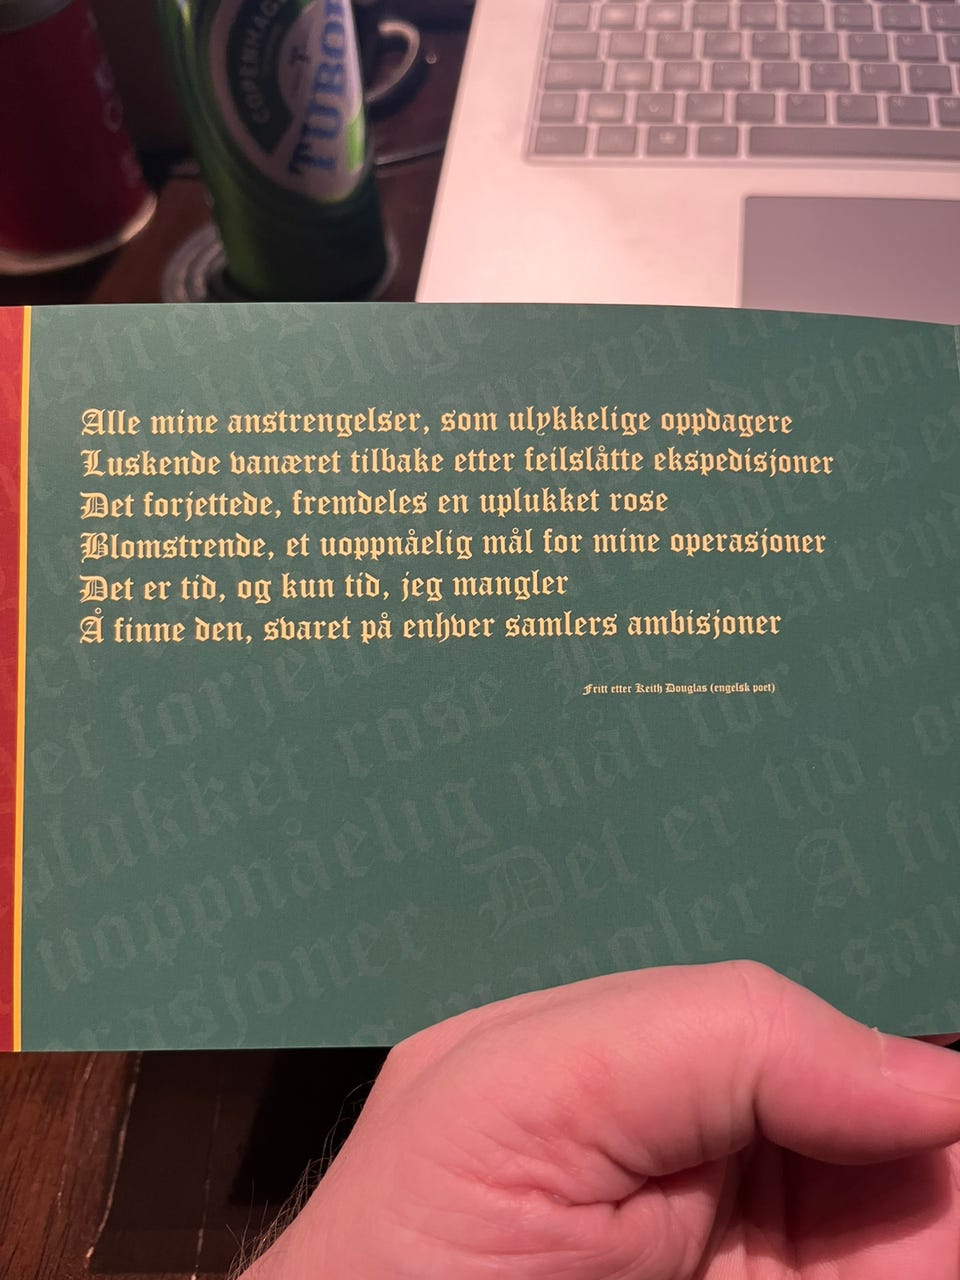 COPENHAGEN
TUBO
Alle mine anstrengelser, som ulykkelige oppdagere
Luskende vanæret tilbake etter feilslåtte ekspedisjoner
Det forjettede, fremdeles en uplukket rose
Blomstrende, et uoppnåelig mål for mine operasjoner
Det er tid, og kun tid, jeg mangler
Å finne den, svaret på enhver samlers ambisjoner
Fritt etter Keith Douglas (engelsk poet)